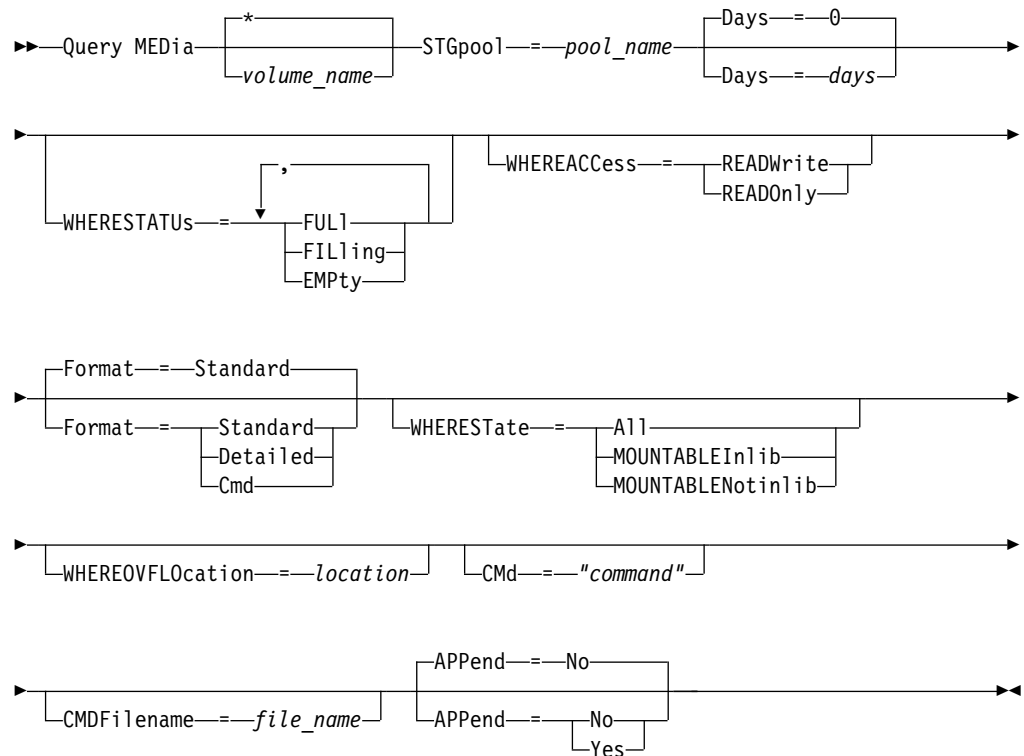 *
Days = 0
Query MEDia
STGpool = pool_name
volume_name
Days = days
,
WHERESTATUs =
FULl
FILling
EMPty
WHEREACCess =
READWrite
READOnly
Format = Standard
Format =
Standard
Detailed
Cmd
WHERESTate =
All
MOUNTABLEInlib
MOUNTABLENotinlib
WHEREOVFLOcation = location
CMd = "command"
APPend = No
CMDFilename = file_name
APPend =
No
Yes